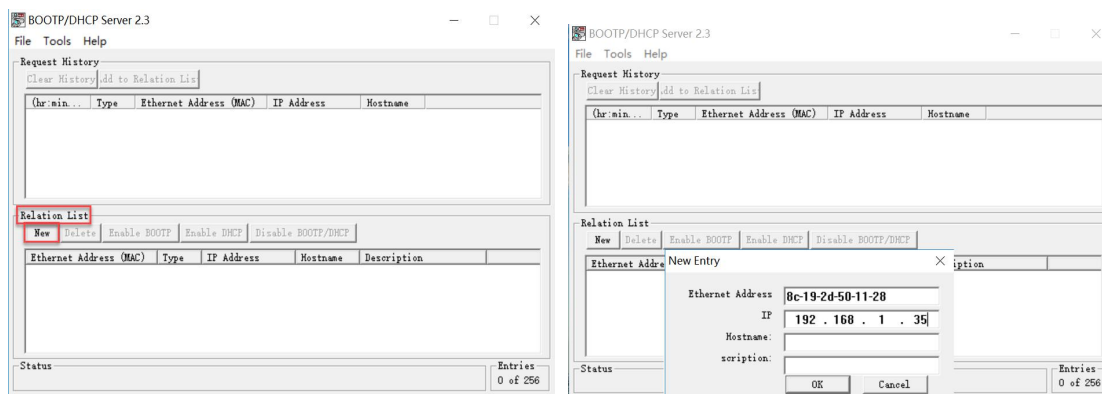 BOOTP/DHCP Server 2.3
File Tools Help
Request History
Clear History dd to Relation Lis
(hr:min... Type Ethernet Address (MAC) IP Address Hostname
Relation List
New Delete Enable BOOTP Enable DHCP Disable BOOTP/DHCP
Ethernet Address (MAC) Type IP Address Hostname Description
Status
Entries
0 of 256
BOOTP/DHCP Server 2.3
File Tools Help
Request History
Clear History dd to Relation Lis
(hr:min... Type Ethernet Address (MAC) IP Address Hostname
Relation List
New Delete Enable BOOTP Enable DHCP Disable BOOTP/DHCP
Ethernet Addre
iption
New Entry
Ethernet Address 8c-19-2d-50-11-28
IP 192 . 168 . 1 . 35
Hostname:
scription:
OK Cancel
Status
Entries
0 of 256